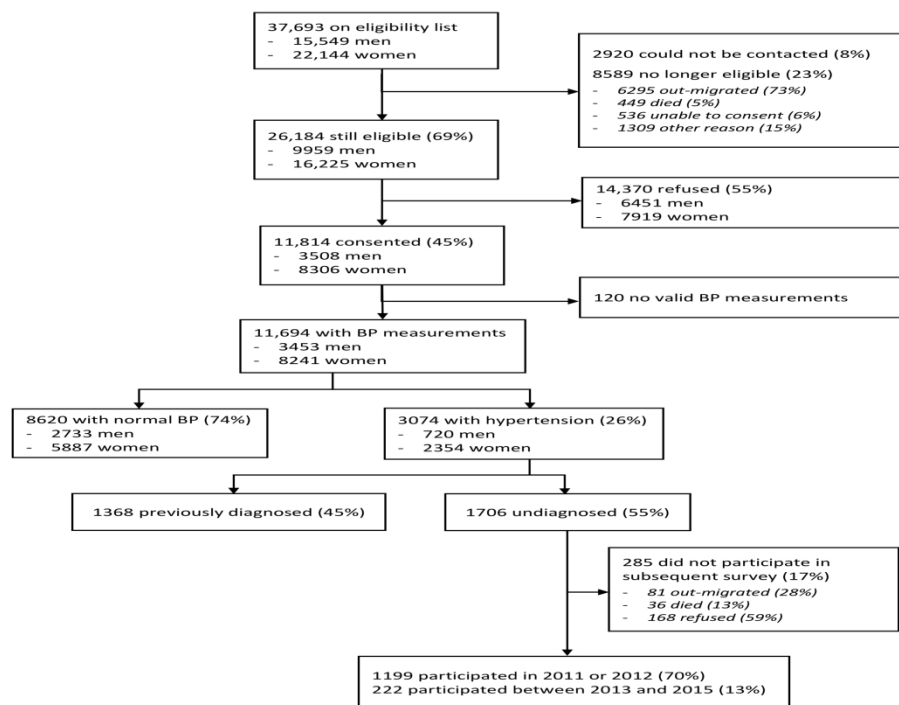 37,693 on eligibility list
- 15,549 men
- 22,144 women
2920 could not be contacted (8%)
8589 no longer eligible (23%)
- 6295 out-migrated (73%)
- 449 died (5%)
- 536 unable to consent (6%)
- 1309 other reason (15%)
26,184 still eligible (69%)
- 9959 men
- 16,225 women
14,370 refused (55%)
- 6451 men
- 7919 women
11,814 consented (45%)
- 3508 men
- 8306 women
120 no valid BP measurements
11,694 with BP measurements
- 3453 men
- 8241 women
8620 with normal BP (74%)
- 2733 men
- 5887 women
3074 with hypertension (26%)
- 720 men
- 2354 women
1368 previously diagnosed (45%)
1706 undiagnosed (55%)
285 did not participate in
subsequent survey (17%)
- 81 out-migrated (28%)
- 36 died (13%)
- 168 refused (59%)
1199 participated in 2011 or 2012 (70%)
222 participated between 2013 and 2015 (13%)